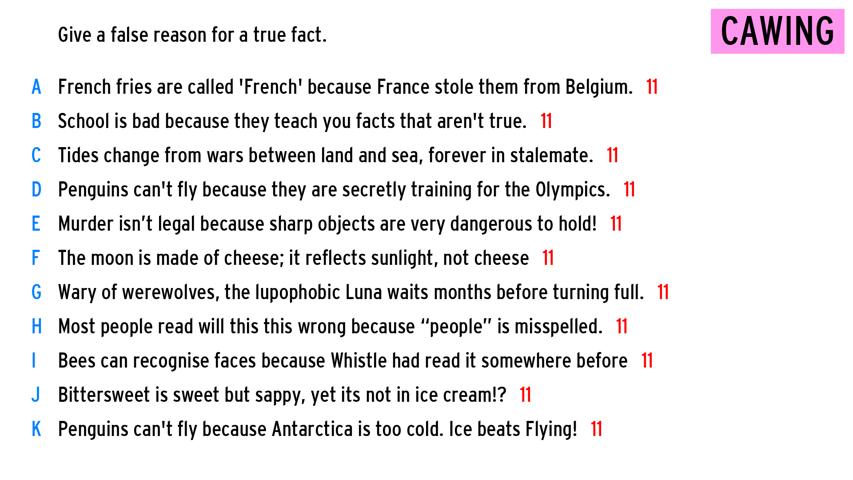 Give a false reason for a true fact.
CAWING
A French fries are called 'French' because France stole them from Belgium. 11
B School is bad because they teach you facts that aren't true. 11
C Tides change from wars between land and sea, forever in stalemate. 11
D Penguins can't fly because they are secretly training for the Olympics. 11
E Murder isn’t legal because sharp objects are very dangerous to hold! 11
F The moon is made of cheese; it reflects sunlight, not cheese 11
G Wary of werewolves, the lupophobic Luna waits months before turning full. 11
H Most people read will this this wrong because “people” is misspelled. 11
I Bees can recognise faces because Whistle had read it somewhere before 11
J Bittersweet is sweet but sappy, yet its not in ice cream!? 11
K Penguins can't fly because Antarctica is too cold. Ice beats Flying! 11